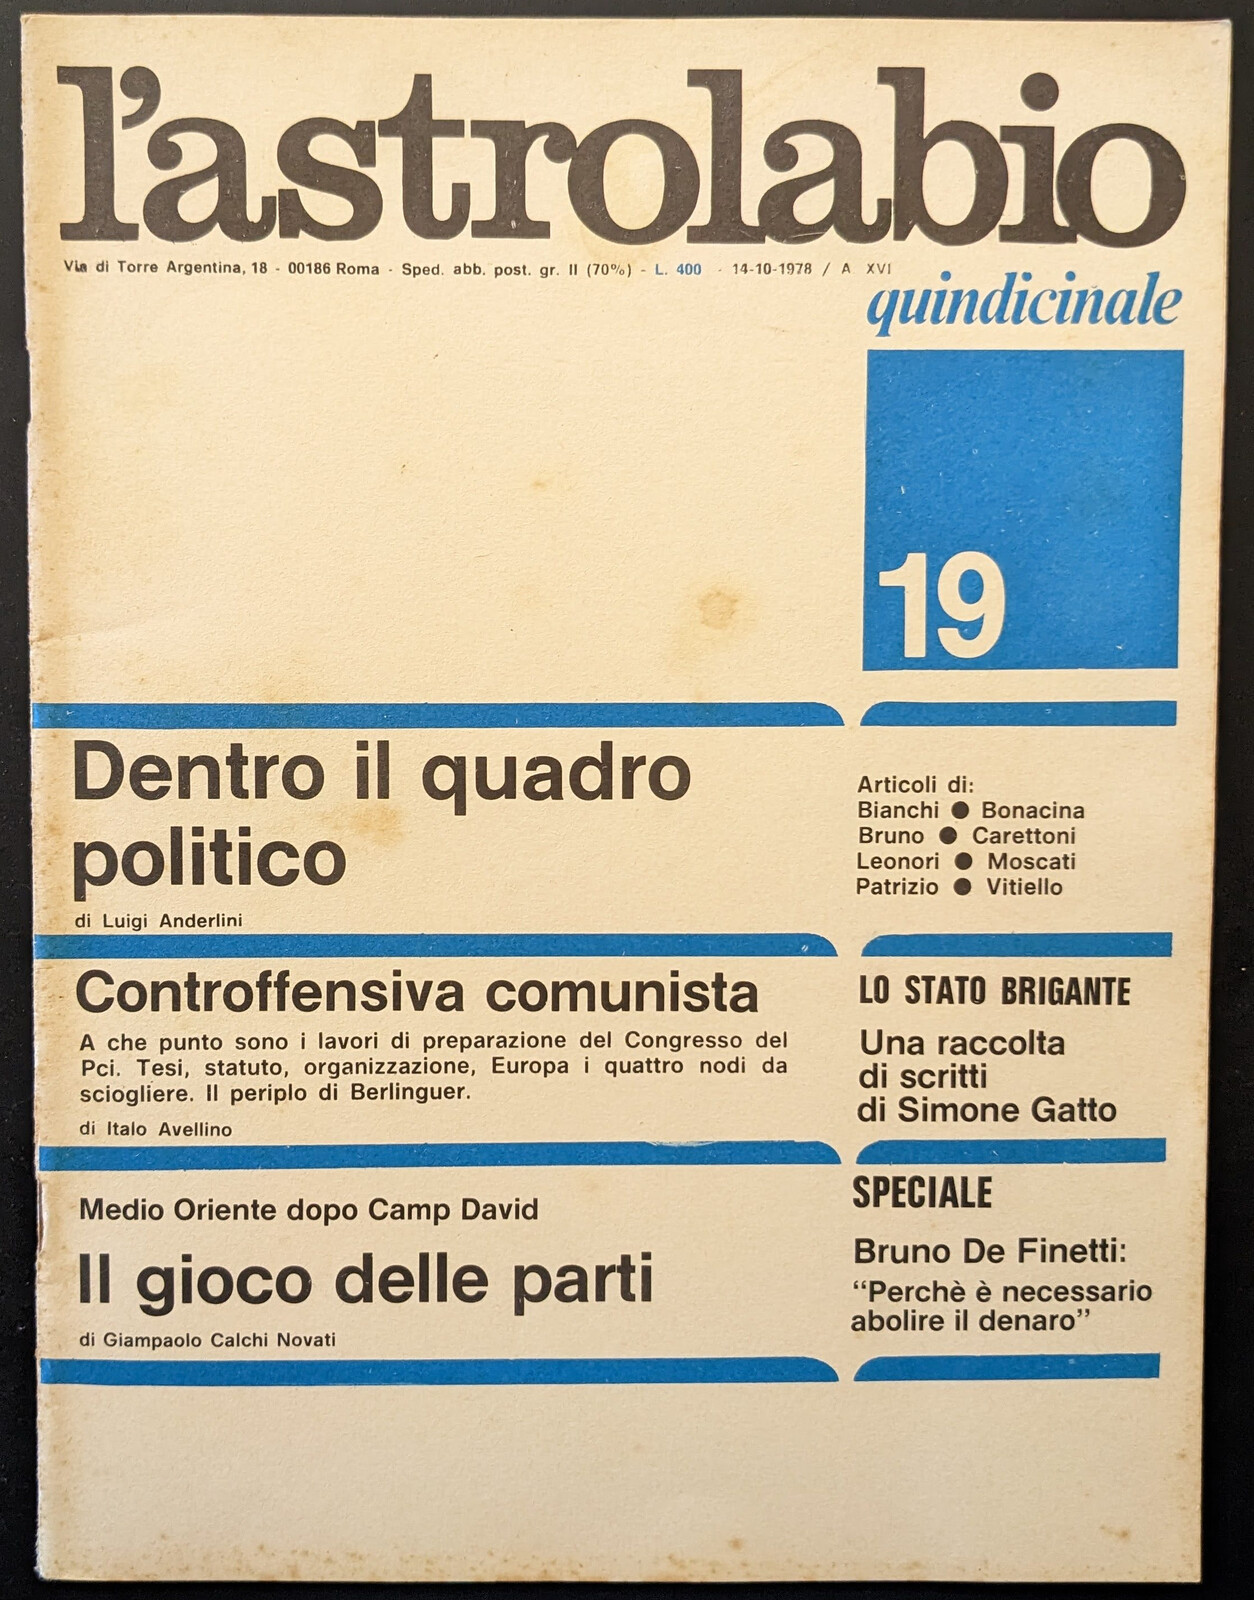 l'astrolabio
Via di Torre Argentina, 18 - 00186 Roma - Sped. abb. post. gr. II (70%) - L. 400 - 14-10-1978 / A XVI
quindicinale
19
Dentro il quadro
politico
di Luigi Anderlini
Articoli di:
Bianchi ● Bonacina
Bruno ● Carettoni
Leonori ● Moscati
Patrizio ● Vitiello
Controffensiva comunista
A che punto sono i lavori di preparazione del Congresso del
Pci. Tesi, statuto, organizzazione, Europa i quattro nodi da
sciogliere. Il periplo di Berlinguer.
di Italo Avellino
LO STATO BRIGANTE
Una raccolta
di scritti
di Simone Gatto
Medio Oriente dopo Camp David
Il gioco delle parti
di Giampaolo Calchi Novati
SPECIALE
Bruno De Finetti:
“Perchè è necessario
abolire il denaro”